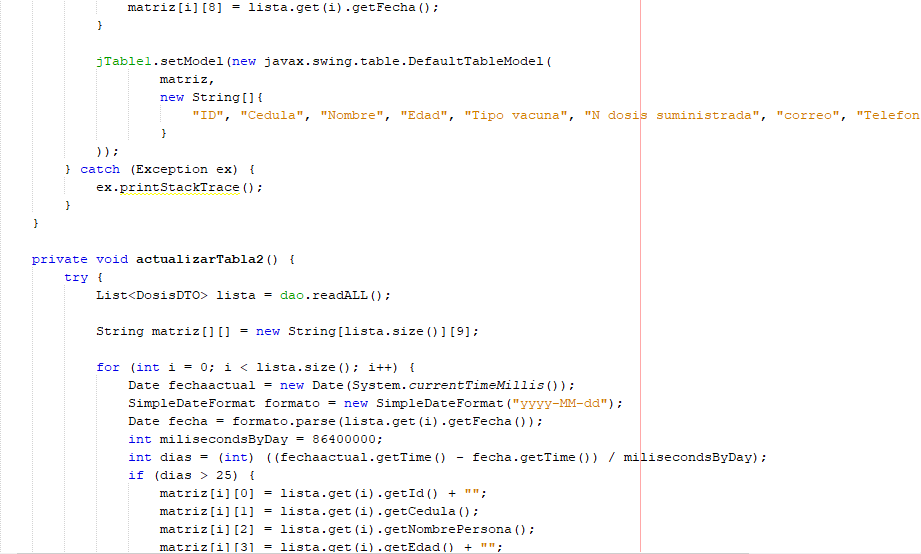 matriz[i][8] = lista.get(i).getFecha();
}
jTable1.setModel(new javax.swing.table.DefaultTableModel(
matriz,
new String[]{
"ID", "Cedula", "Nombre", "Edad", "Tipo vacuna", "N dosis suministrada", "correo", "Telefon
}
));
} catch (Exception ex) {
ex.printStackTrace();
}
}
private void actualizarTabla2() {
try {
List<DosisDTO> lista = dao.readALL();
String matriz[][] = new String[lista.size()][9];
for (int i = 0; i < lista.size(); i++) {
Date fechaactual = new Date(System.currentTimeMillis());
SimpleDateFormat formato = new SimpleDateFormat("yyyy-MM-dd");
Date fecha = formato.parse(lista.get(i).getFecha());
int milisecondsByDay = 86400000;
int dias = (int) ((fechaactual.getTime() - fecha.getTime()) / milisecondsByDay);
if (dias > 25) {
matriz[i][0] = lista.get(i).getId() + "";
matriz[i][1] = lista.get(i).getCedula();
matriz[i][2] = lista.get(i).getNombrePersona();
matriz[i][3] = lista.get(i).getEdad() + "";